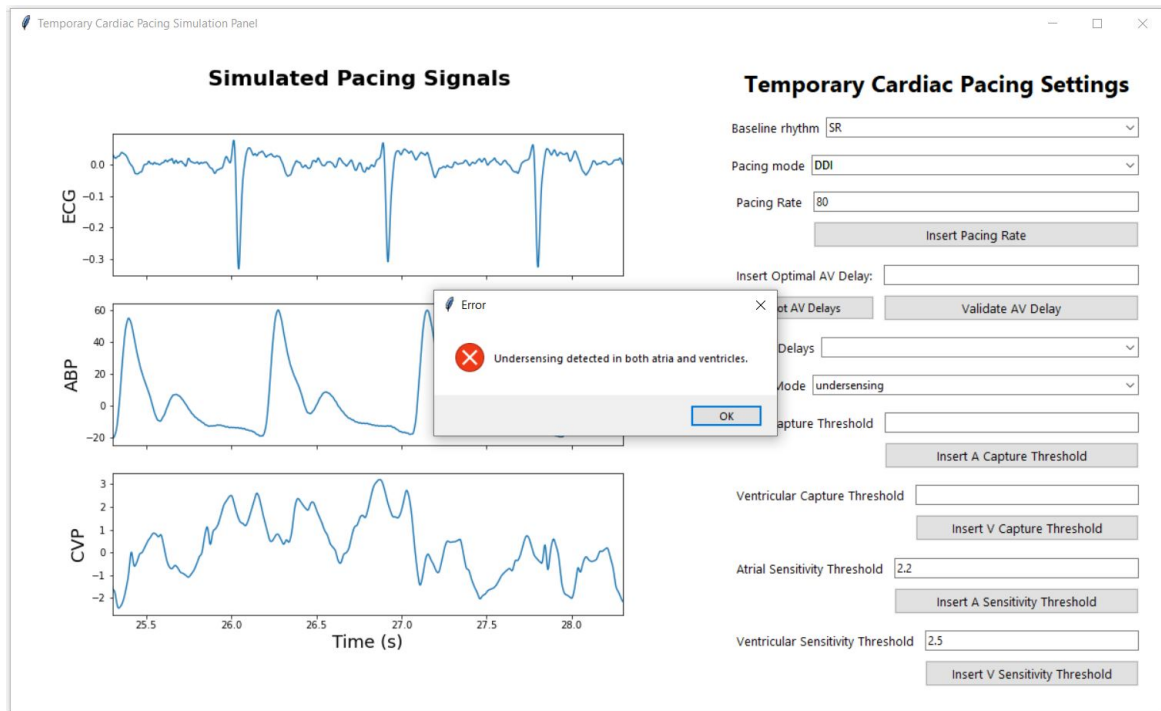 Temporary Cardiac Pacing Simulation Panel
Simulated Pacing Signals
ECG
0.0
−0.1
−0.2
−0.3
ABP
60
40
20
0
−20
CVP
3
2
1
0
−1
−2
25.5 26.0 26.5 27.0 27.5 28.0
Time (s)
Temporary Cardiac Pacing Settings
Baseline rhythm SR
Pacing mode DDI
Pacing Rate 80
Insert Pacing Rate
Insert Optimal AV Delay:
ot AV Delays Validate AV Delay
Delays
Mode undersensing
apture Threshold
Insert A Capture Threshold
Ventricular Capture Threshold
Insert V Capture Threshold
Atrial Sensitivity Threshold 2.2
Insert A Sensitivity Threshold
Ventricular Sensitivity Threshold 2.5
Insert V Sensitivity Threshold
Error
Undersensing detected in both atria and ventricles.
OK